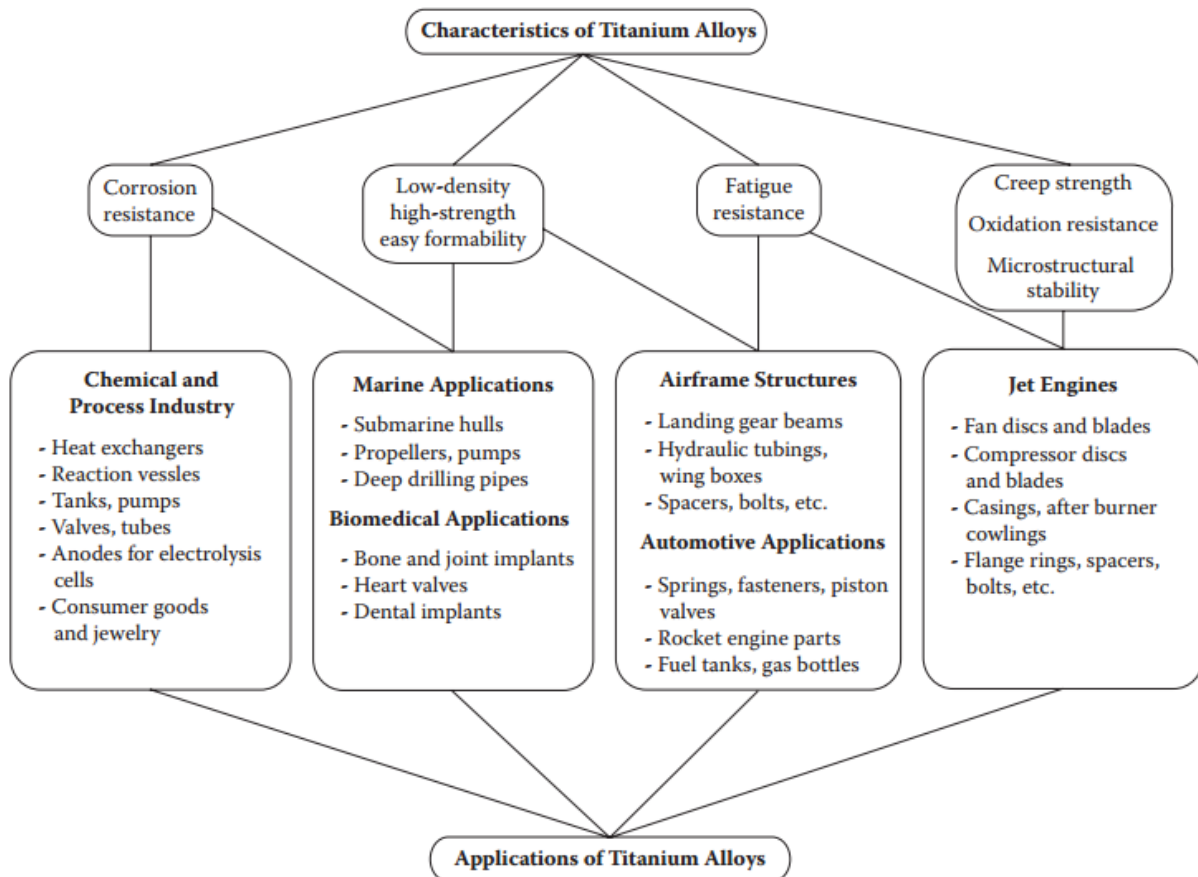 Characteristics of Titanium Alloys
Corrosion
resistance
Low-density
high-strength
easy formability
Fatigue
resistance
Creep strength
Oxidation resistance
Microstructural
stability
Chemical and
Process Industry
- Heat exchangers
- Reaction vessles
- Tanks, pumps
- Valves, tubes
- Anodes for electrolysis
cells
- Consumer goods
and jewelry
Marine Applications
- Submarine hulls
- Propellers, pumps
- Deep drilling pipes
Biomedical Applications
- Bone and joint implants
- Heart valves
- Dental implants
Airframe Structures
- Landing gear beams
- Hydraulic tubings,
wing boxes
- Spacers, bolts, etc.
Automotive Applications
- Springs, fasteners, piston
valves
- Rocket engine parts
- Fuel tanks, gas bottles
Jet Engines
- Fan discs and blades
- Compressor discs
and blades
- Casings, after burner
cowlings
- Flange rings, spacers,
bolts, etc.
Applications of Titanium Alloys